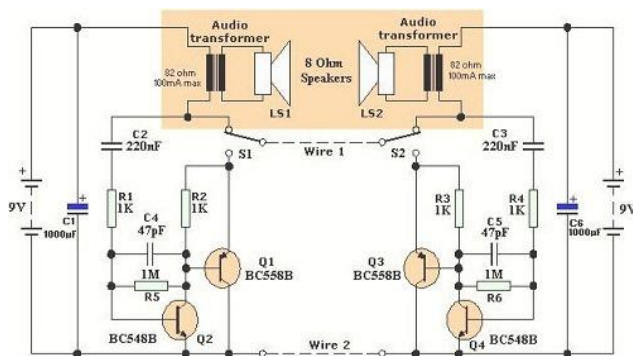 Audio
transformer
Audio
transformer
82 ohm
100mA max
8 Ohm
Speakers
82 ohm
100mA max
LS1
LS2
C2
220nF
C3
220nF
S1
Wire 1
S2
+
9V
+
C1
1000µF
R1
1K
R2
1K
C4
47pF
1M
R5
Q1
BC558B
BC548B
Q2
R3
1K
R4
1K
C5
47pF
1M
R6
Q3
BC558B
Q4
BC548B
+
C6
1000µF
+
9V
Wire 2